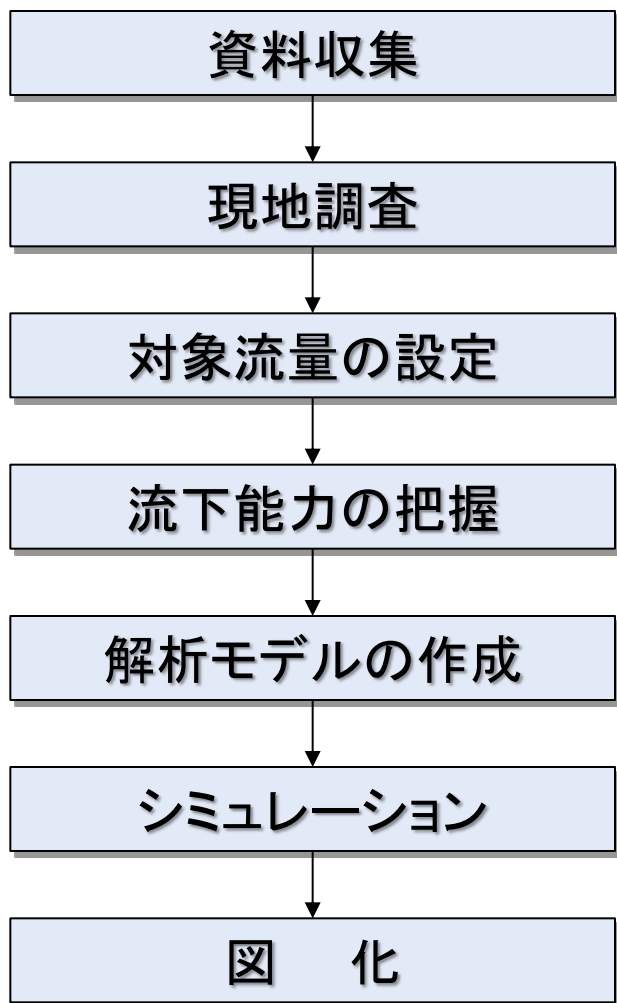 資料収集
現地調査
対象流量の設定
流下能力の把握
解析モデルの作成
シミュレーション
図　化